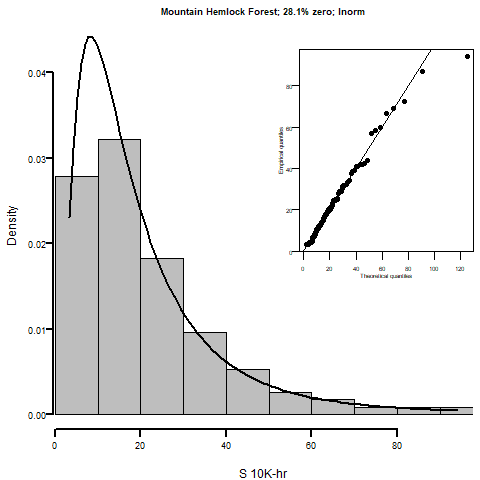 Mountain Hemlock Forest; 28.1% zero; lnorm
Density
0.04
0.03
0.02
0.01
0.00
0 20 40 60 80
S 10K-hr
Empirical quantiles
80
60
40
20
0
0 20 40 60 80 100 120
Theoretical quantiles